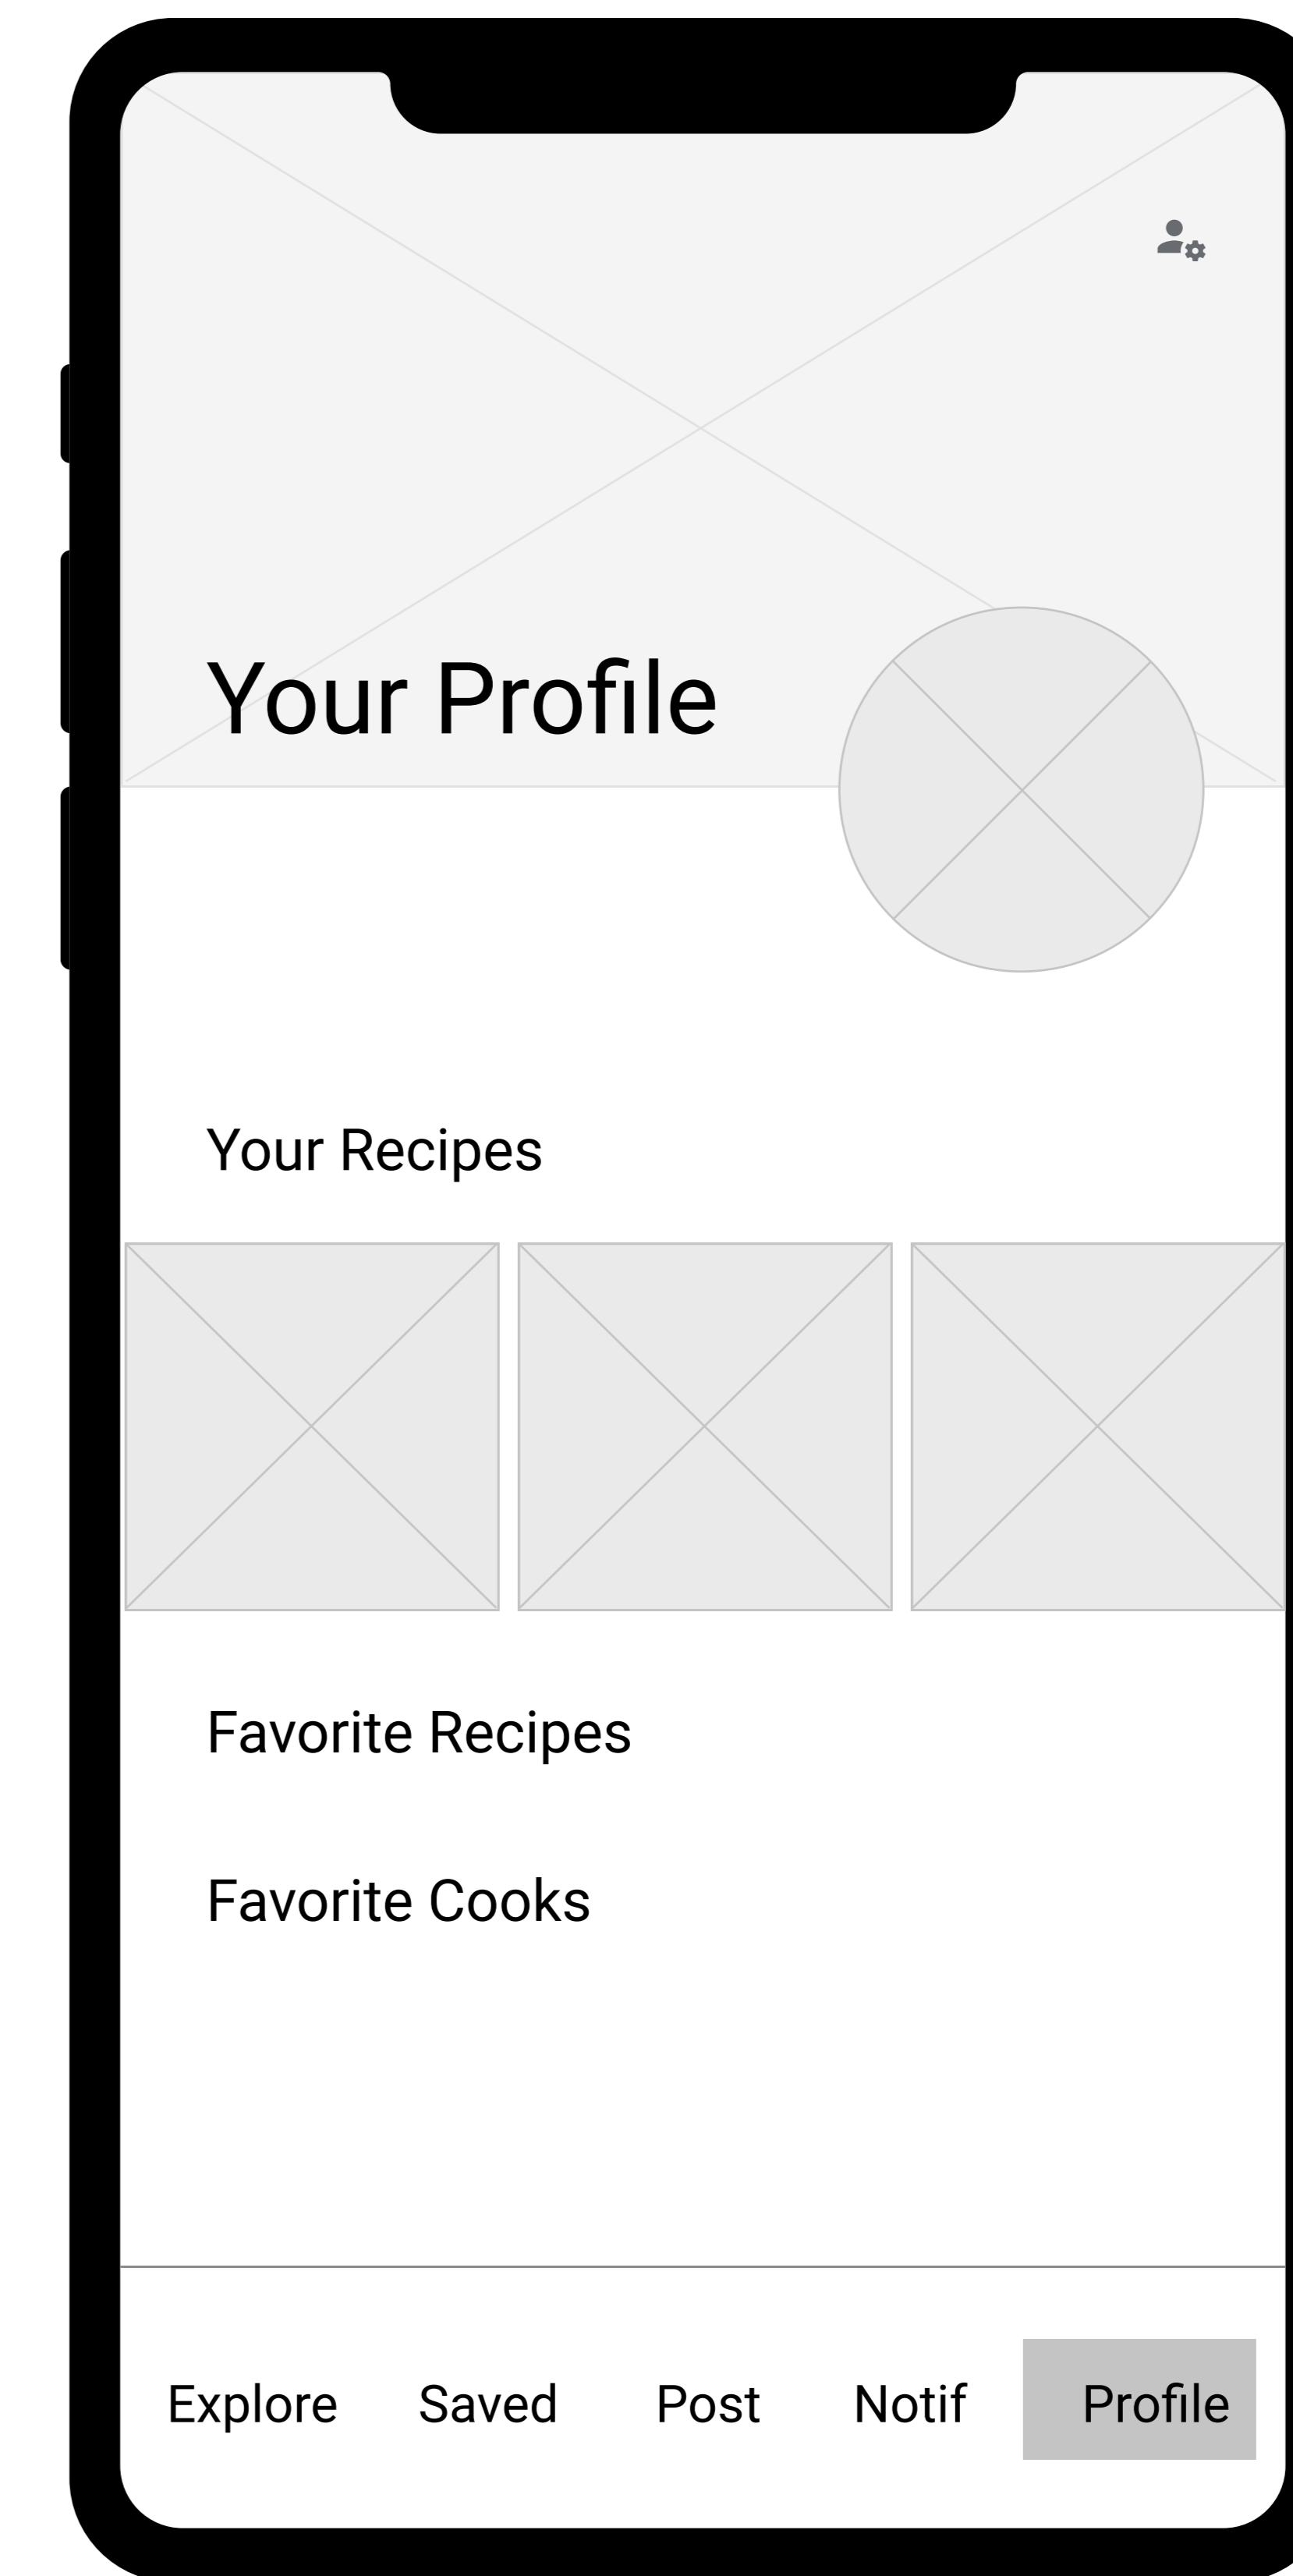 Your Profile
Your Recipes
Favorite Recipes
Favorite Cooks
Explore Saved Post Notif Profile